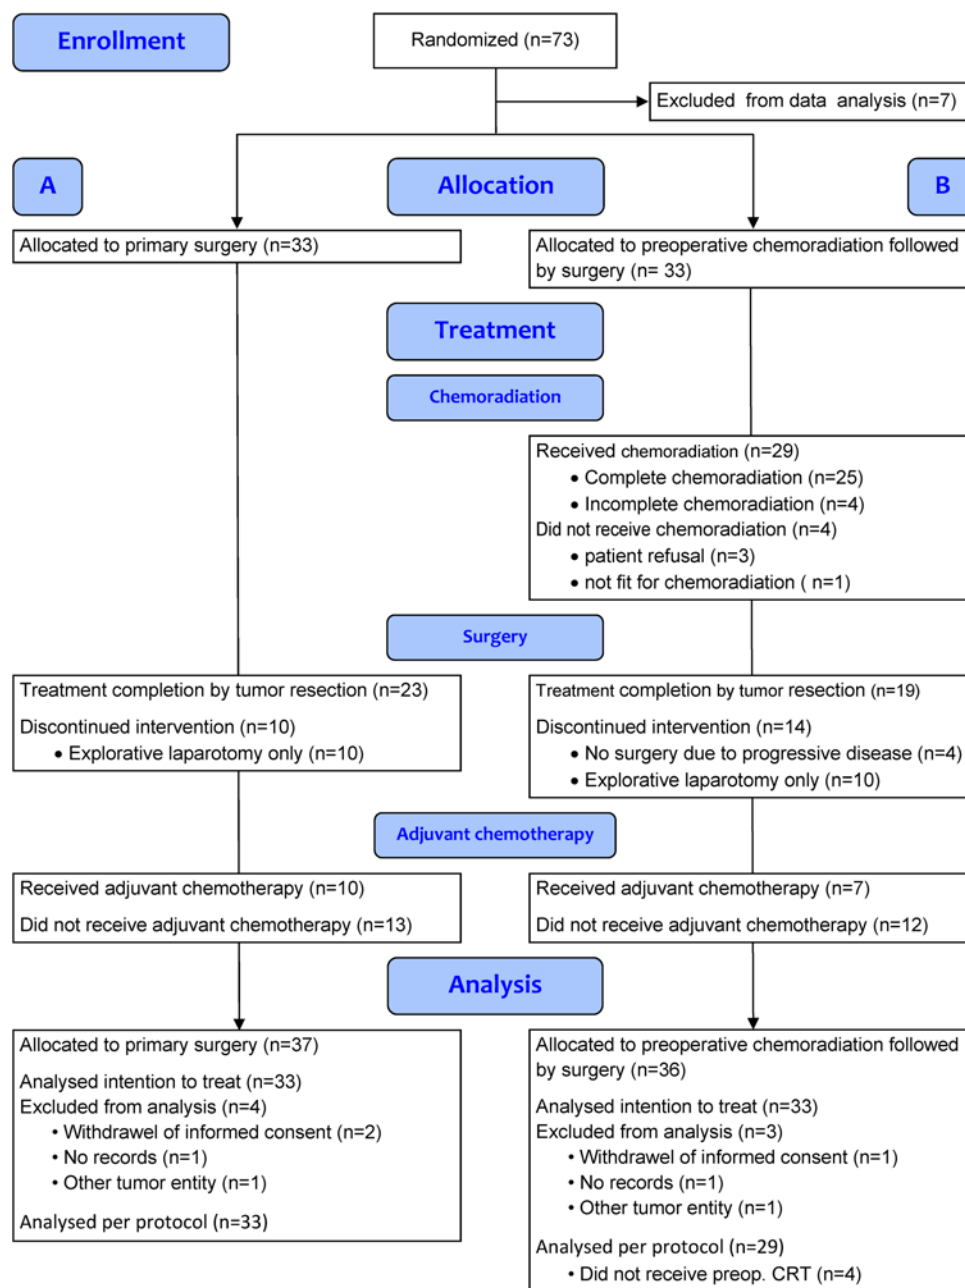 Enrollment
Randomized (n=73)
Excluded from data analysis (n=7)
A
Allocation
B
Allocated to primary surgery (n=33)
Allocated to preoperative chemoradiation followed
by surgery (n= 33)
Treatment
Chemoradiation
Received chemoradiation (n=29)
• Complete chemoradiation (n=25)
• Incomplete chemoradiation (n=4)
Did not receive chemoradiation (n=4)
• patient refusal (n=3)
• not fit for chemoradiation ( n=1)
Surgery
Treatment completion by tumor resection (n=23)
Discontinued intervention (n=10)
• Explorative laparotomy only (n=10)
Treatment completion by tumor resection (n=19)
Discontinued intervention (n=14)
• No surgery due to progressive disease (n=4)
• Explorative laparotomy only (n=10)
Adjuvant chemotherapy
Received adjuvant chemotherapy (n=10)
Did not receive adjuvant chemotherapy (n=13)
Received adjuvant chemotherapy (n=7)
Did not receive adjuvant chemotherapy (n=12)
Analysis
Allocated to primary surgery (n=37)
Analysed intention to treat (n=33)
Excluded from analysis (n=4)
• Withdrawel of informed consent (n=2)
• No records (n=1)
• Other tumor entity (n=1)
Analysed per protocol (n=33)
Allocated to preoperative chemoradiation followed
by surgery (n=36)
Analysed intention to treat (n=33)
Excluded from analysis (n=3)
• Withdrawel of informed consent (n=1)
• No records (n=1)
• Other tumor entity (n=1)
Analysed per protocol (n=29)
• Did not receive preop. CRT (n=4)